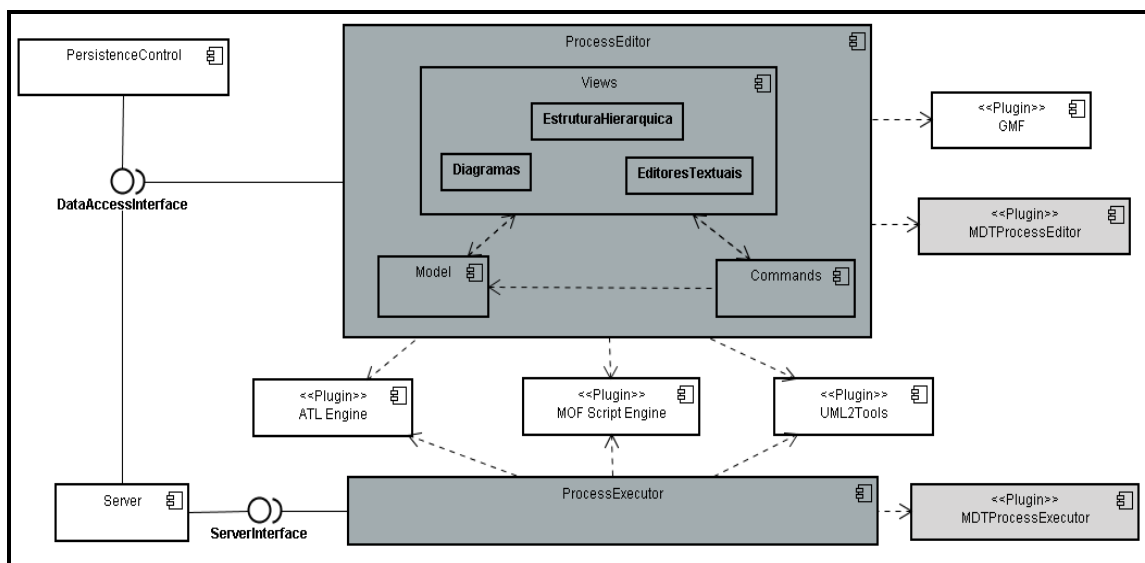 PersistenceControl
ProcessEditor
Views
EstruturaHierarquica
Diagramas
EditoresTextuais
<<Plugin>>
GMF
DataAccessInterface
<<Plugin>>
MDTProcessEditor
Model
Commands
<<Plugin>>
ATL Engine
<<Plugin>>
MOF Script Engine
<<Plugin>>
UML2Tools
Server
ServerInterface
ProcessExecutor
<<Plugin>>
MDTProcessExecutor